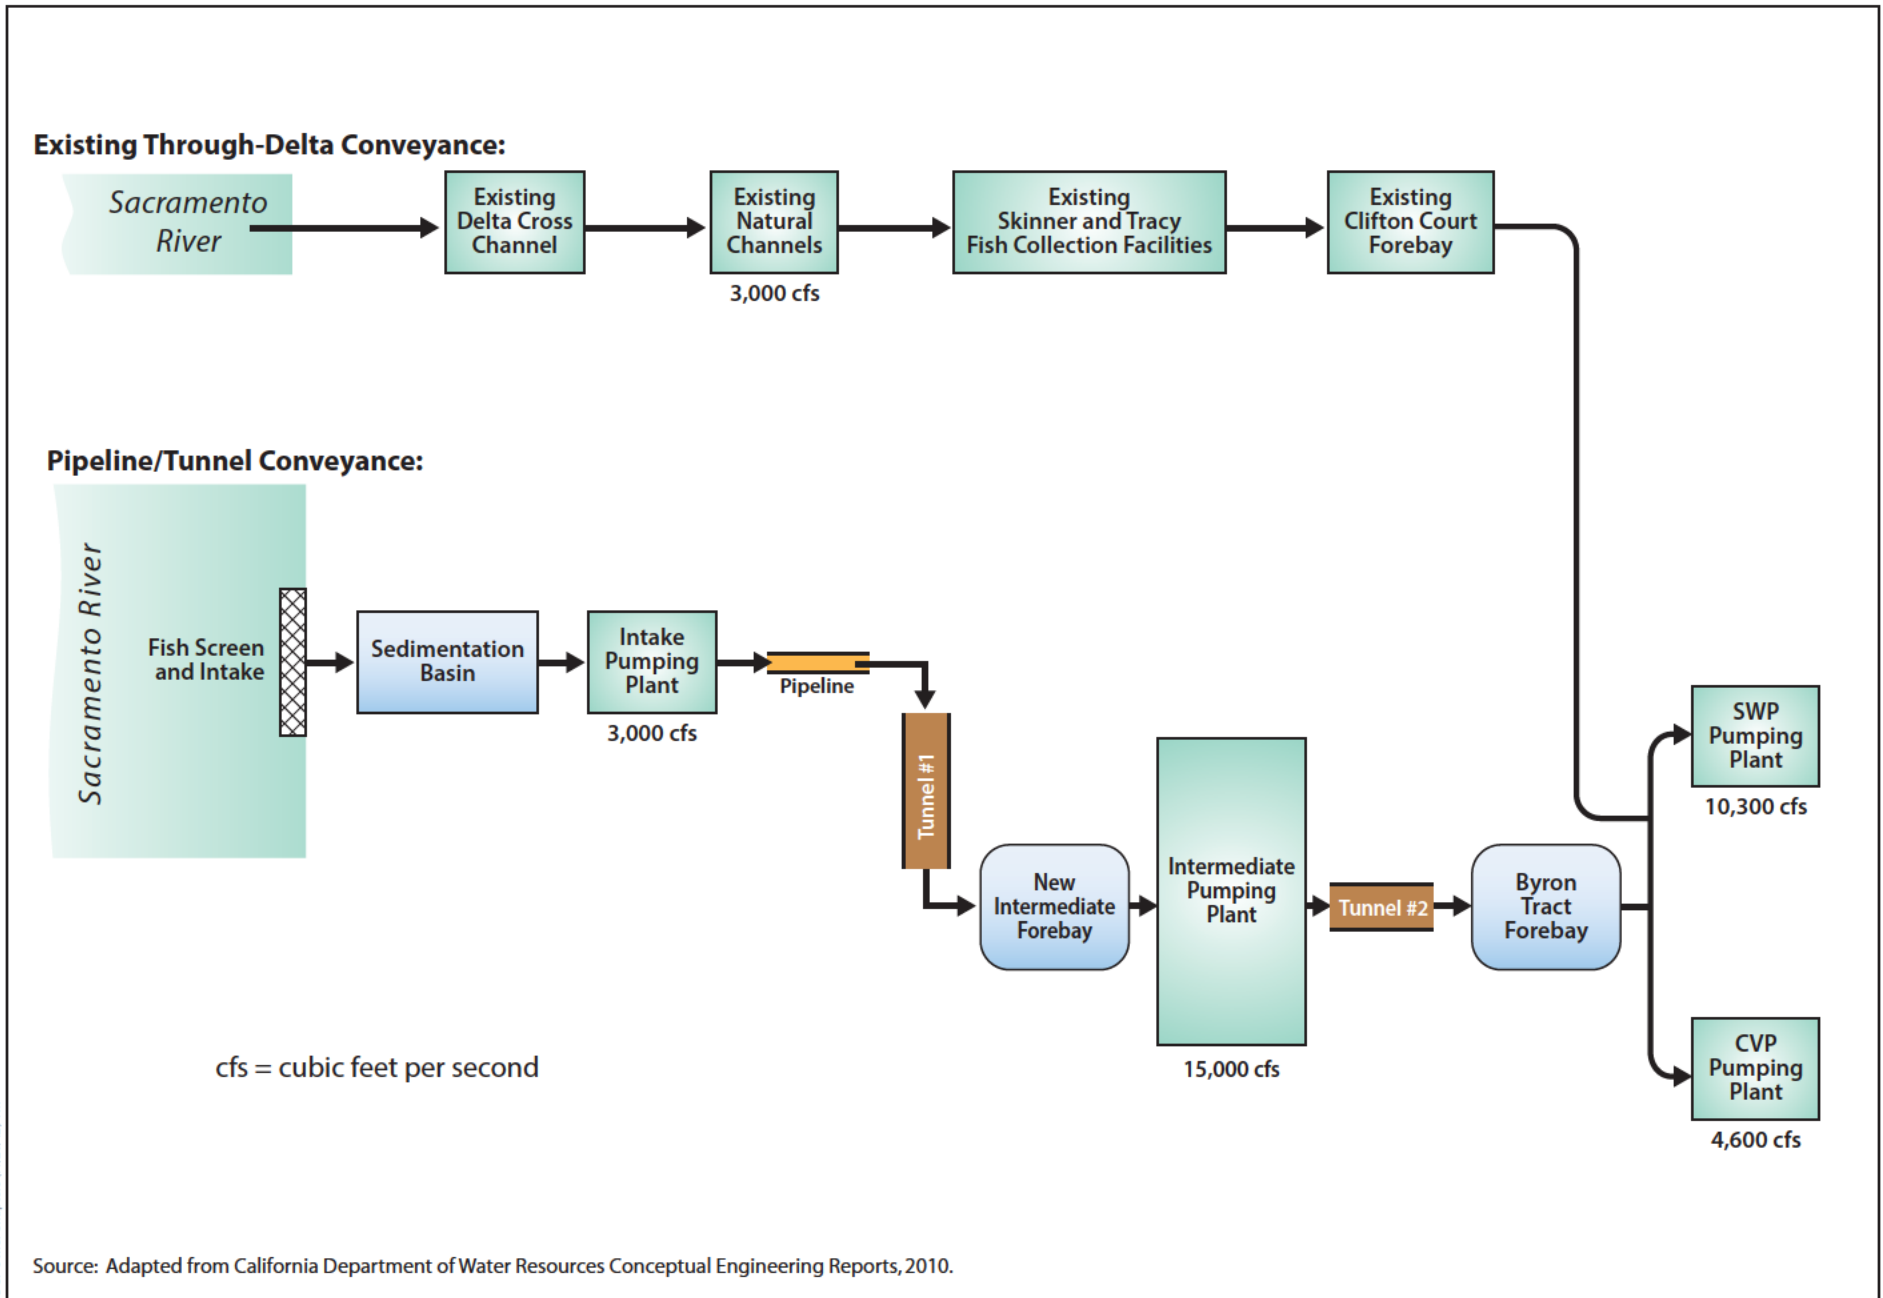 Existing Through-Delta Conveyance:
Sacramento
River
Existing
Delta Cross
Channel
Existing
Natural
Channels
3,000 cfs
Existing
Skinner and Tracy
Fish Collection Facilities
Existing
Clifton Court
Forebay
Pipeline/Tunnel Conveyance:
Sacramento River
Fish Screen
and Intake
Sedimentation
Basin
Intake
Pumping
Plant
3,000 cfs
Pipeline
Tunnel #1
New
Intermediate
Forebay
Intermediate
Pumping
Plant
15,000 cfs
Tunnel #2
Byron
Tract
Forebay
SWP
Pumping
Plant
10,300 cfs
CVP
Pumping
Plant
4,600 cfs
cfs = cubic feet per second
Source: Adapted from California Department of Water Resources Conceptual Engineering Reports, 2010.